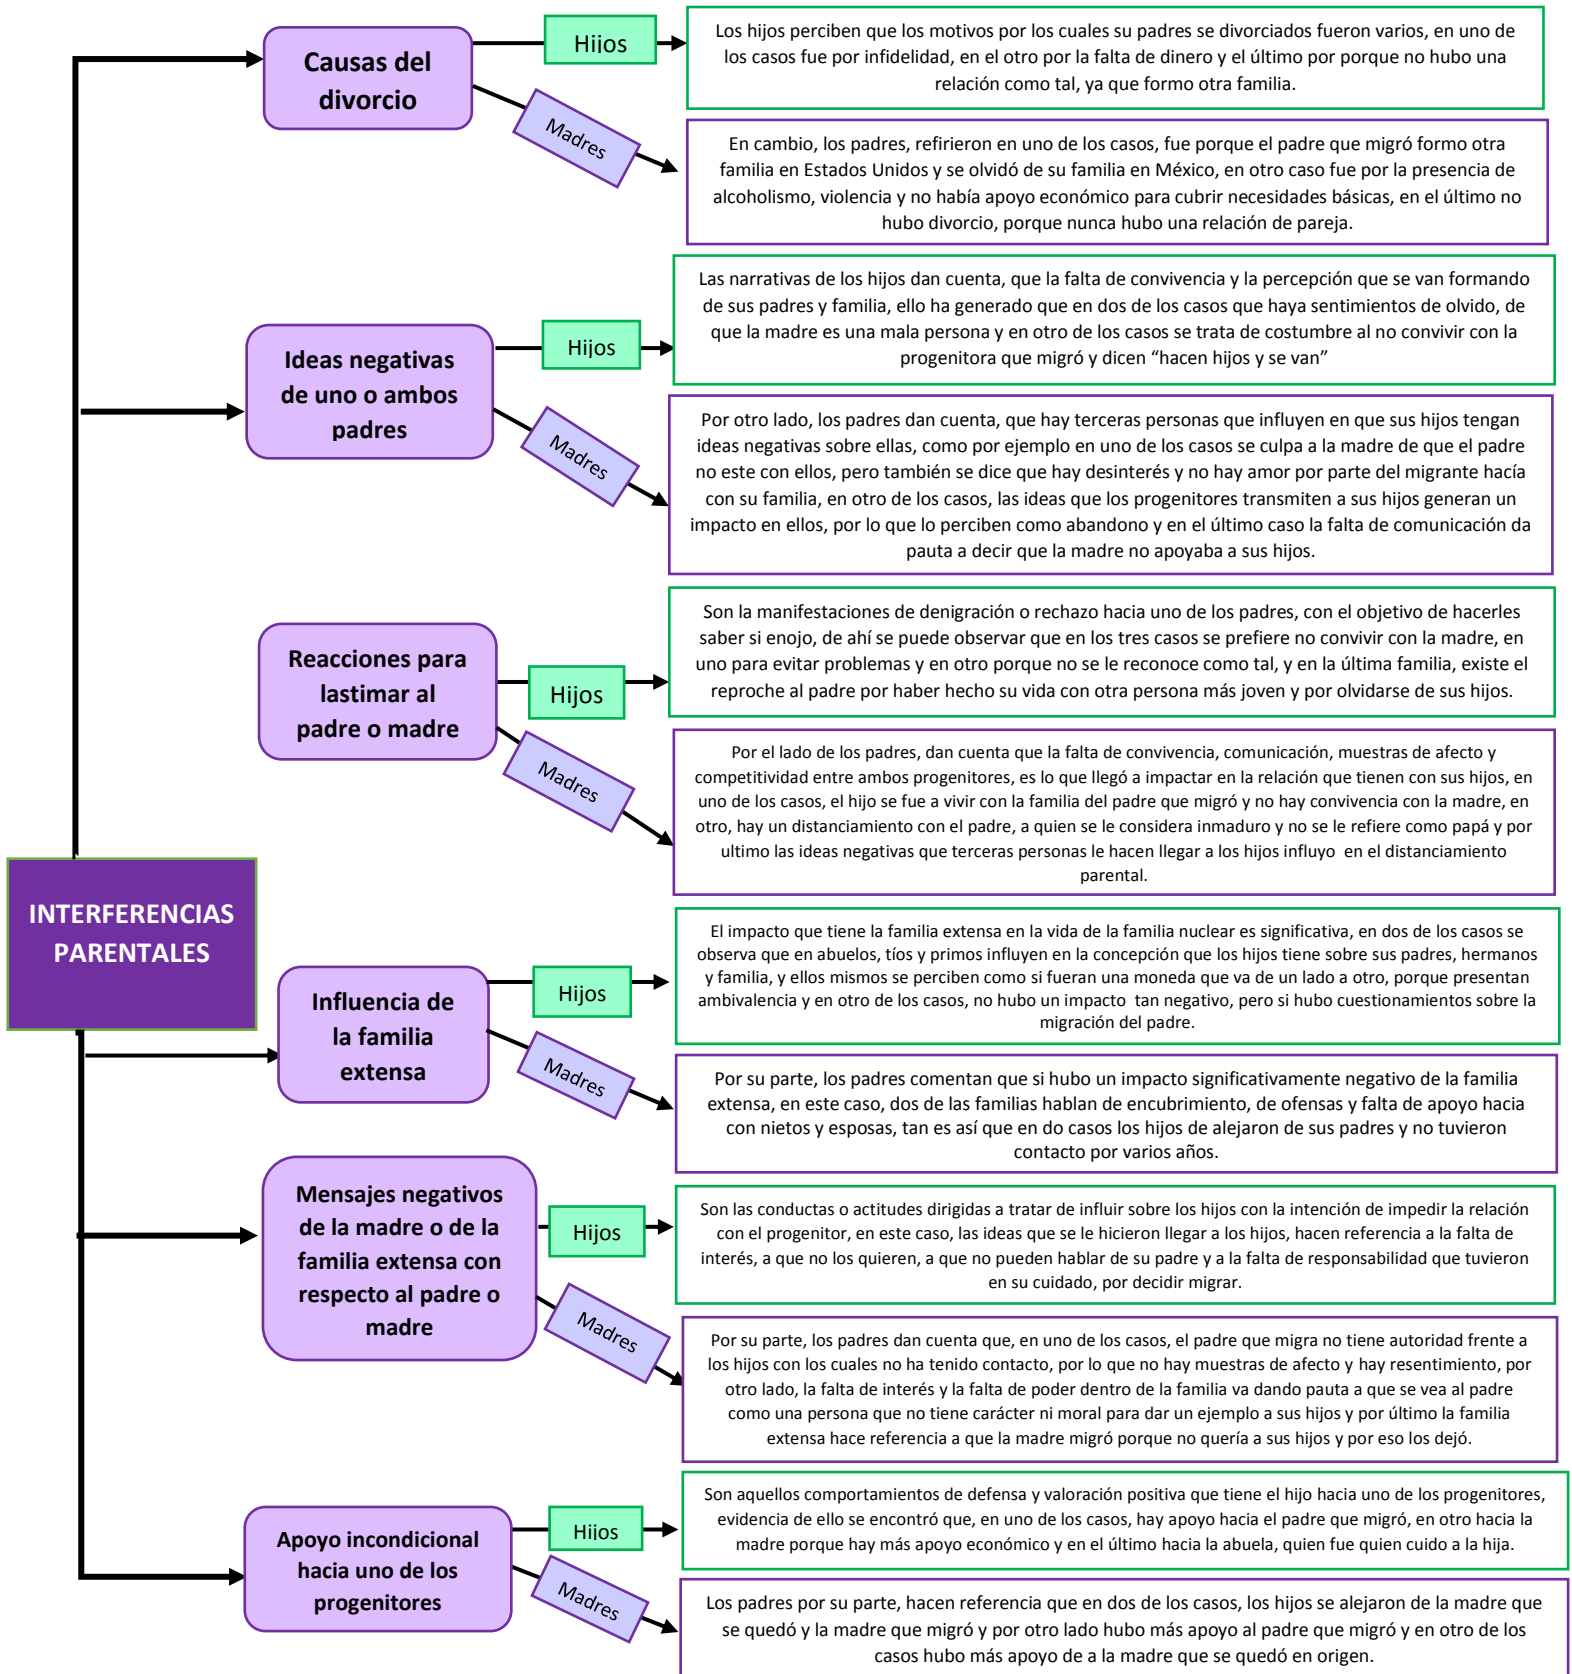 INTERFERENCIAS
PARENTALES
Causas del
divorcio
Hijos
Los hijos perciben que los motivos por los cuales su padres se divorciados fueron varios, en uno de
los casos fue por infidelidad, en el otro por la falta de dinero y el último por porque no hubo una
relación como tal, ya que formo otra familia.
Madres
En cambio, los padres, refirieron en uno de los casos, fue porque el padre que migró formo otra
familia en Estados Unidos y se olvidó de su familia en México, en otro caso fue por la presencia de
alcoholismo, violencia y no había apoyo económico para cubrir necesidades básicas, en el último no
hubo divorcio, porque nunca hubo una relación de pareja.
Ideas negativas
de uno o ambos
padres
Hijos
Las narrativas de los hijos dan cuenta, que la falta de convivencia y la percepción que se van formando
de sus padres y familia, ello ha generado que en dos de los casos que haya sentimientos de olvido, de
que la madre es una mala persona y en otro de los casos se trata de costumbre al no convivir con la
progenitora que migró y dicen “hacen hijos y se van”
Madres
Por otro lado, los padres dan cuenta, que hay terceras personas que influyen en que sus hijos tengan
ideas negativas sobre ellas, como por ejemplo en uno de los casos se culpa a la madre de que el padre
no este con ellos, pero también se dice que hay desinterés y no hay amor por parte del migrante hacía
con su familia, en otro de los casos, las ideas que los progenitores transmiten a sus hijos generan un
impacto en ellos, por lo que lo perciben como abandono y en el último caso la falta de comunicación da
pauta a decir que la madre no apoyaba a sus hijos.
Reacciones para
lastimar al
padre o madre
Hijos
Son la manifestaciones de denigración o rechazo hacia uno de los padres, con el objetivo de hacerles
saber si enojo, de ahí se puede observar que en los tres casos se prefiere no convivir con la madre, en
uno para evitar problemas y en otro porque no se le reconoce como tal, y en la última familia, existe el
reproche al padre por haber hecho su vida con otra persona más joven y por olvidarse de sus hijos.
Madres
Por el lado de los padres, dan cuenta que la falta de convivencia, comunicación, muestras de afecto y
competitividad entre ambos progenitores, es lo que llegó a impactar en la relación que tienen con sus hijos, en
uno de los casos, el hijo se fue a vivir con la familia del padre que migró y no hay convivencia con la madre, en
otro, hay un distanciamiento con el padre, a quien se le considera inmaduro y no se le refiere como papá y por
ultimo las ideas negativas que terceras personas le hacen llegar a los hijos influyo en el distanciamiento
parental.
Influencia de
la familia
extensa
Hijos
El impacto que tiene la familia extensa en la vida de la familia nuclear es significativa, en dos de los casos se
observa que en abuelos, tíos y primos influyen en la concepción que los hijos tiene sobre sus padres, hermanos
y familia, y ellos mismos se perciben como si fueran una moneda que va de un lado a otro, porque presentan
ambivalencia y en otro de los casos, no hubo un impacto tan negativo, pero si hubo cuestionamientos sobre la
migración del padre.
Madres
Por su parte, los padres comentan que si hubo un impacto significativamente negativo de la familia
extensa, en este caso, dos de las familias hablan de encubrimiento, de ofensas y falta de apoyo hacia
con nietos y esposas, tan es así que en do casos los hijos de alejaron de sus padres y no tuvieron
contacto por varios años.
Mensajes negativos
de la madre o de la
familia extensa con
respecto al padre o
madre
Hijos
Son las conductas o actitudes dirigidas a tratar de influir sobre los hijos con la intención de impedir la relación
con el progenitor, en este caso, las ideas que se le hicieron llegar a los hijos, hacen referencia a la falta de
interés, a que no los quieren, a que no pueden hablar de su padre y a la falta de responsabilidad que tuvieron
en su cuidado, por decidir migrar.
Madres
Por su parte, los padres dan cuenta que, en uno de los casos, el padre que migra no tiene autoridad frente a
los hijos con los cuales no ha tenido contacto, por lo que no hay muestras de afecto y hay resentimiento, por
otro lado, la falta de interés y la falta de poder dentro de la familia va dando pauta a que se vea al padre
como una persona que no tiene carácter ni moral para dar un ejemplo a sus hijos y por último la familia
extensa hace referencia a que la madre migró porque no quería a sus hijos y por eso los dejó.
Apoyo incondicional
hacia uno de los
progenitores
Hijos
Son aquellos comportamientos de defensa y valoración positiva que tiene el hijo hacia uno de los progenitores,
evidencia de ello se encontró que, en uno de los casos, hay apoyo hacia el padre que migró, en otro hacia la
madre porque hay más apoyo económico y en el último hacia la abuela, quien fue quien cuido a la hija.
Madres
Los padres por su parte, hacen referencia que en dos de los casos, los hijos se alejaron de la madre que
se quedó y la madre que migró y por otro lado hubo más apoyo al padre que migró y en otro de los
casos hubo más apoyo de a la madre que se quedó en origen.